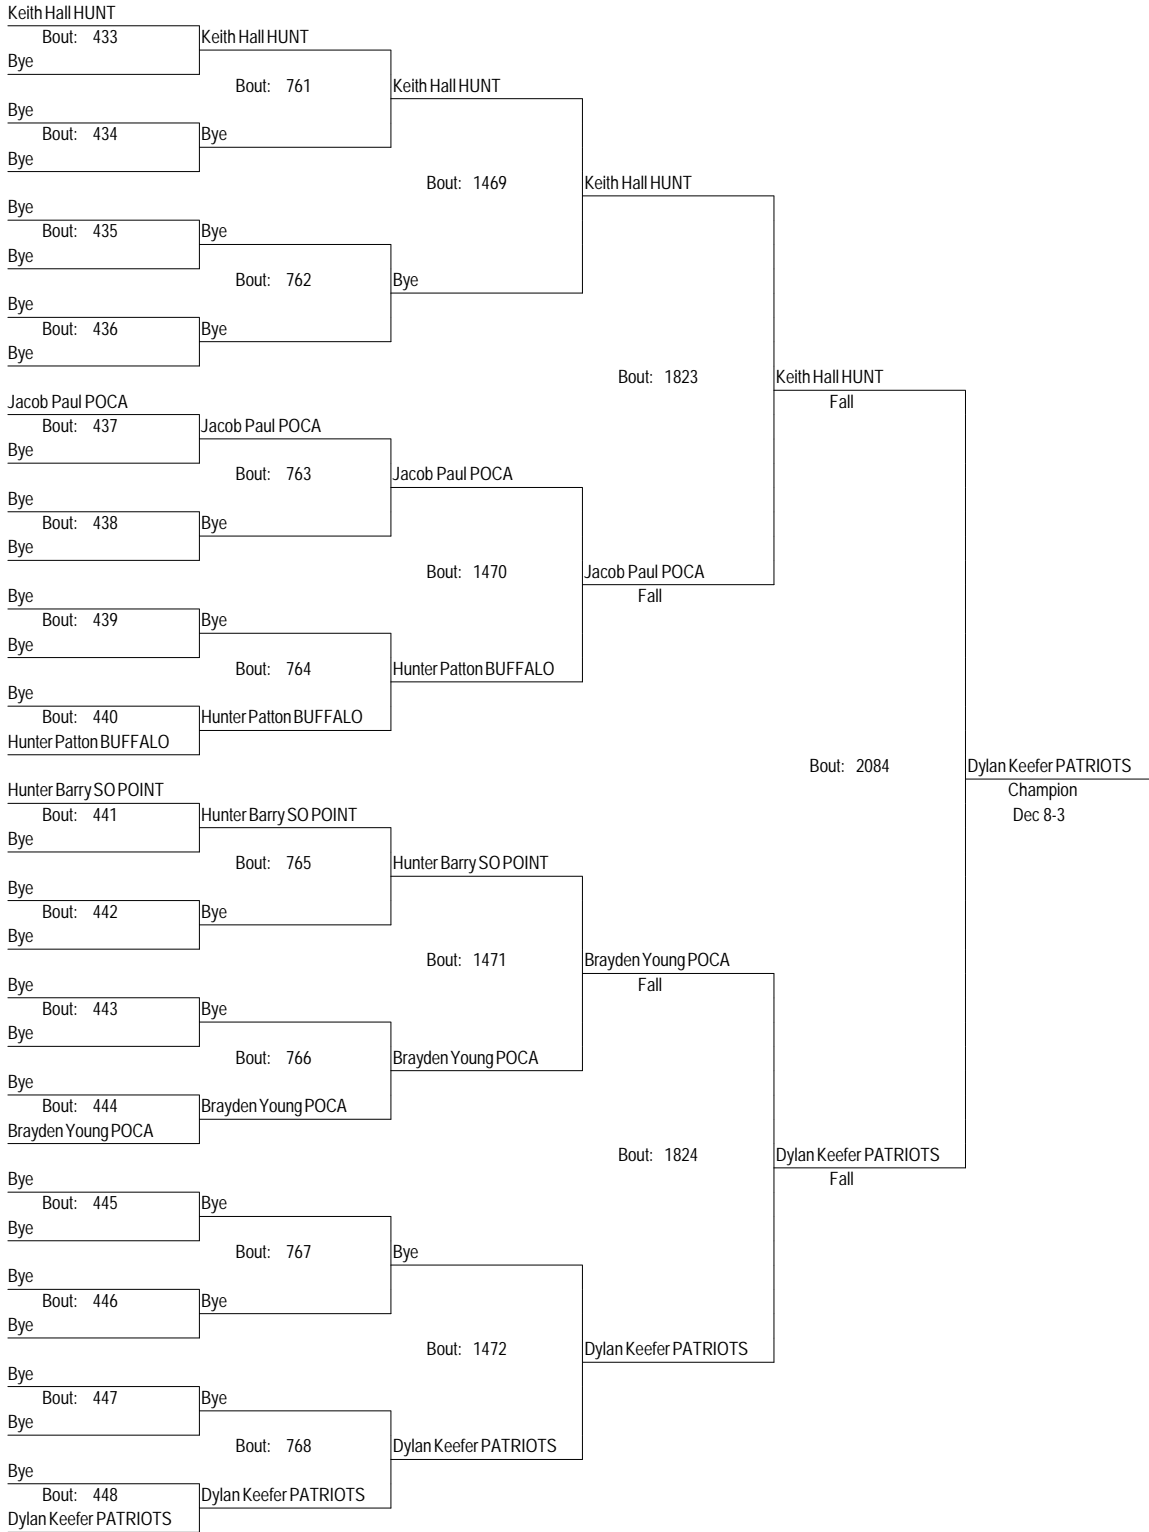 Keith Hall HUNT
Bout: 433 Keith Hall HUNT
Bye
Bout: 761 Keith Hall HUNT
Bye
Bout: 434 Bye
Bye
Bout: 1469 Keith Hall HUNT
Bye
Bout: 435 Bye
Bye
Bout: 762 Bye
Bye
Bout: 436 Bye
Bye
Bout: 1823 Keith Hall HUNT
Fall
Jacob Paul POCA
Bout: 437 Jacob Paul POCA
Bye
Bout: 763 Jacob Paul POCA
Bye
Bout: 438 Bye
Bye
Bout: 1470 Jacob Paul POCA
Fall
Bye
Bout: 439 Bye
Bye
Bout: 764 Hunter Patton BUFFALO
Bye
Bout: 440 Hunter Patton BUFFALO
Hunter Patton BUFFALO
Bout: 2084 Dylan Keefer PATRIOTS
Champion
Dec 8-3
Hunter Barry SO POINT
Bout: 441 Hunter Barry SO POINT
Bye
Bout: 765 Hunter Barry SO POINT
Bye
Bout: 442 Bye
Bye
Bout: 1471 Brayden Young POCA
Fall
Bye
Bout: 443 Bye
Bye
Bout: 766 Brayden Young POCA
Bye
Bout: 444 Brayden Young POCA
Brayden Young POCA
Bout: 1824 Dylan Keefer PATRIOTS
Fall
Bye
Bout: 445 Bye
Bye
Bout: 767 Bye
Bye
Bout: 446 Bye
Bye
Bout: 1472 Dylan Keefer PATRIOTS
Bye
Bout: 447 Bye
Bye
Bout: 768 Dylan Keefer PATRIOTS
Bye
Bout: 448 Dylan Keefer PATRIOTS
Dylan Keefer PATRIOTS